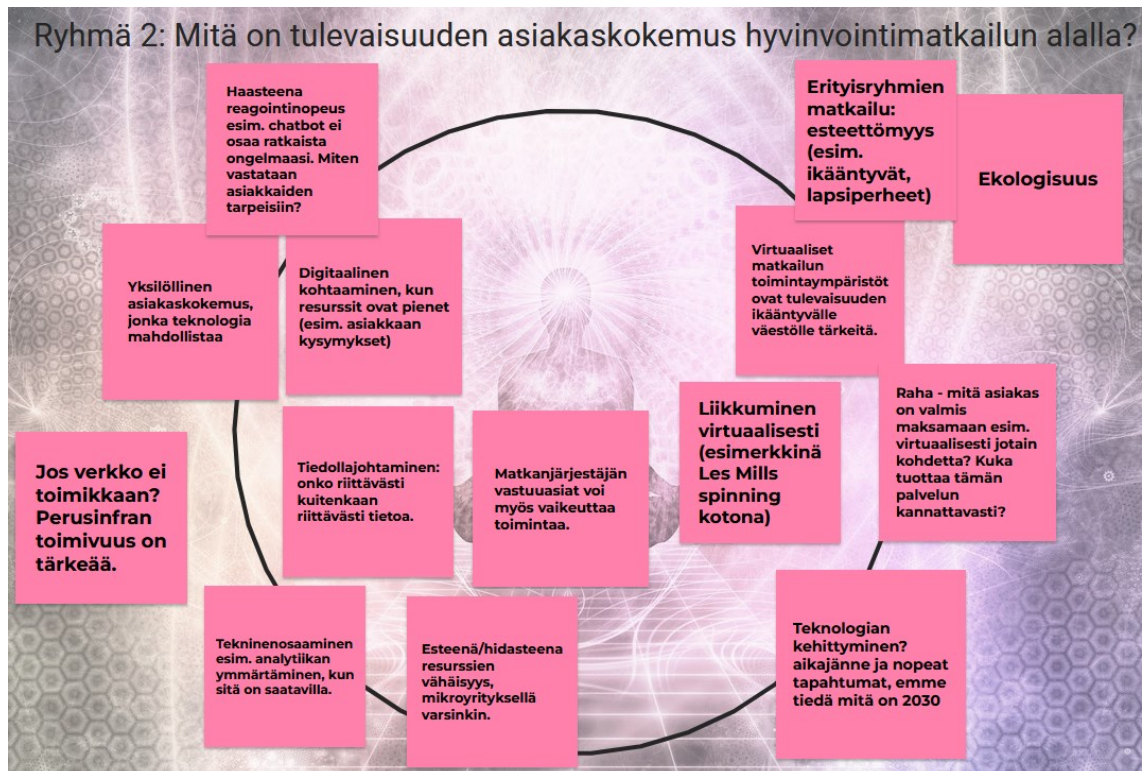 Ryhmä 2: Mitä on tulevaisuuden asiakaskokemus hyvinvointimatkailun alalla?
Haasteena
reagointinopeus
esim. chatbot ei
osaa ratkaista
ongelmaasi. Miten
vastataan
asiakkaiden
tarpeisiin?
Erityisryhmien
matkailu:
esteettömyys
(esim.
ikääntyvät,
lapsiperheet)
Ekologisuus
Yksilöllinen
asiakaskokemus,
jonka teknologia
mahdollistaa
Digitaalinen
kohtaaminen, kun
resurssit ovat pienet
(esim. asiakkaan
kysymykset)
Virtuaaliset
matkailun
toimintaympäristöt
ovat tulevaisuuden
ikääntyvälle
väestölle tärkeitä.
Jos verkko ei
toimikkaan?
Perusinfran
toimivuus on
tärkeää.
Tiedollajohtaminen:
onko riittävästi
kuitenkaan
riittävästi tietoa.
Matkanjärjestäjän
vastuuasiat voi
myös vaikeuttaa
toimintaa.
Liikkuminen
virtuaalisesti
(esimerkkinä
Les Mills
spinning
kotona)
Raha - mitä asiakas
on valmis
maksamaan esim.
virtuaalisesti jotain
kohdetta? Kuka
tuottaa tämän
palvelun
kannattavasti?
Tekninenosaaminen
esim. analytiikan
ymmärtäminen, kun
sitä on saatavilla.
Esteenä/hidasteena
resurssien
vähäisyys,
mikroyrityksellä
varsinkin.
Teknologian
kehittyminen?
aikajänne ja nopeat
tapahtumat, emme
tiedä mitä on 2030